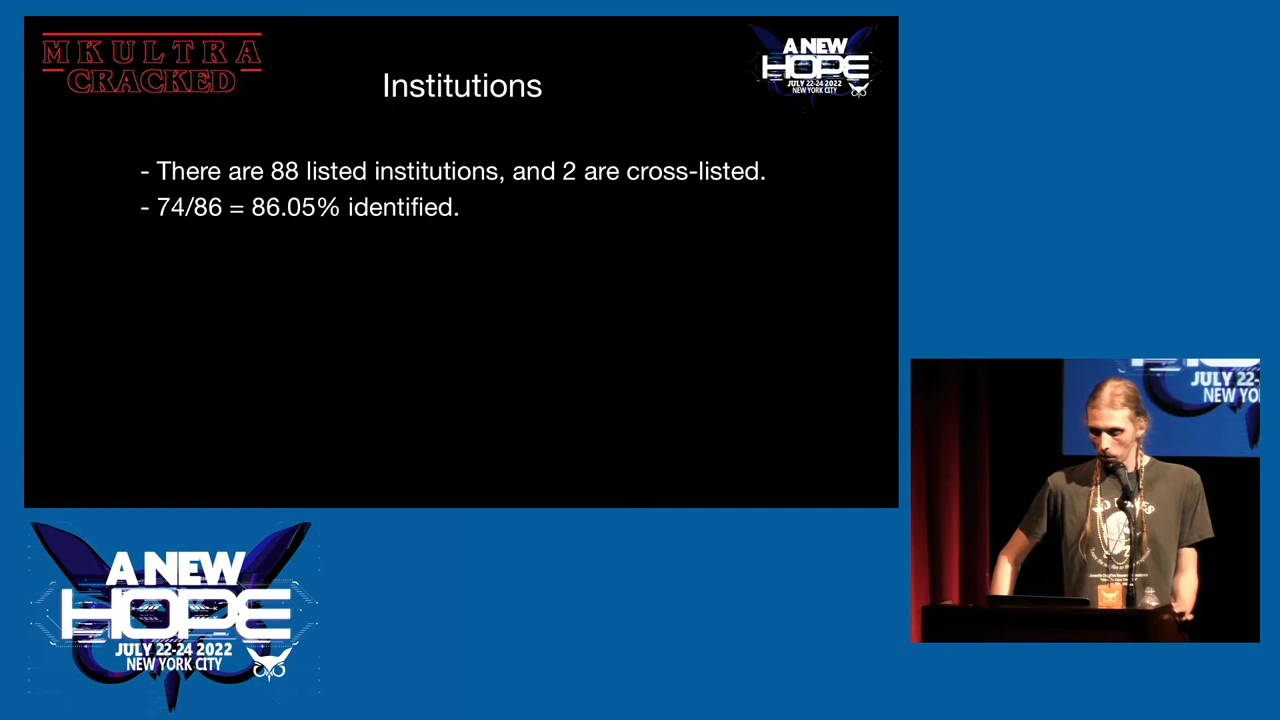 MKULTRA
CRACKED
A NEW
HOPE
JULY 22-24 2022
NEW YORK CITY
Institutions
- There are 88 listed institutions, and 2 are cross-listed.
- 74/86 = 86.05% identified.
JULY 22-
NEW YO
A NEW
HOPE
JULY 22-24 2022
NEW YORK CITY